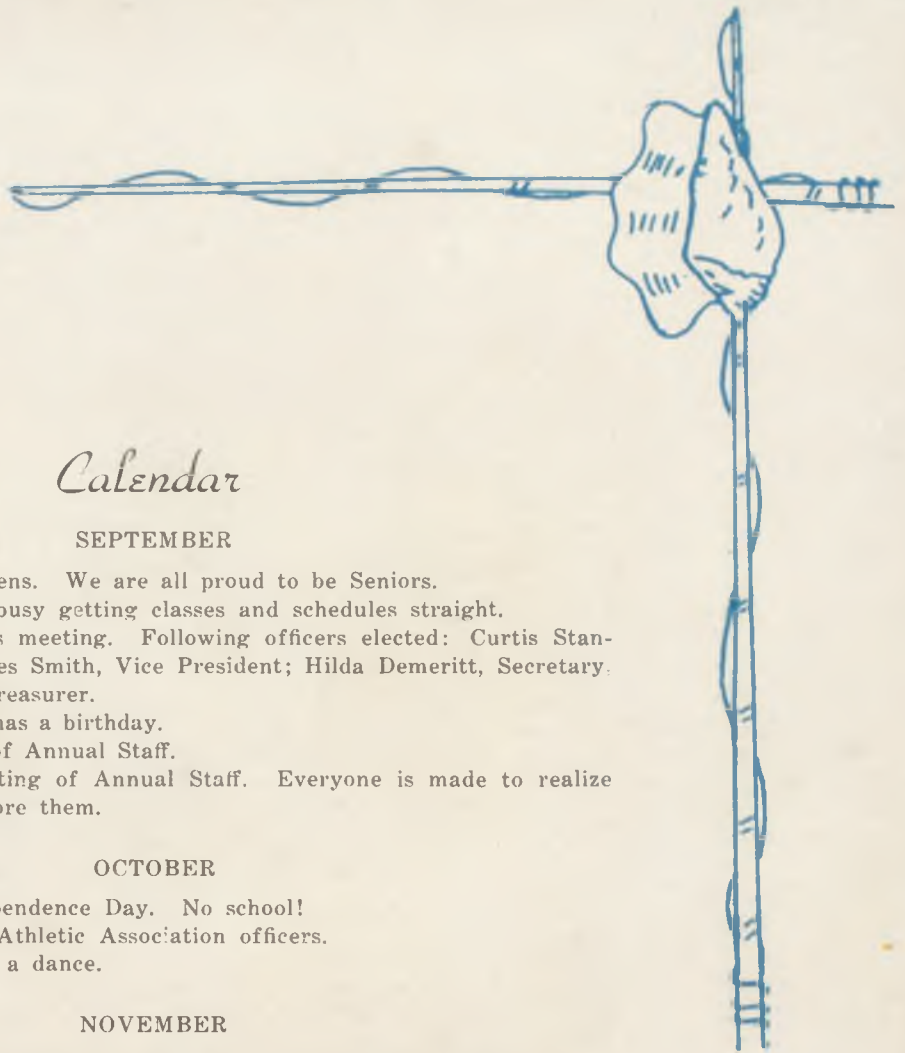 Calendar
SEPTEMBER
ens. We are all proud to be Seniors.
busy getting classes and schedules straight.
s meeting. Following officers elected: Curtis Stan-
es Smith, Vice President; Hilda Demeritt, Secretary
reasurer.
has a birthday.
of Annual Staff.
ting of Annual Staff. Everyone is made to realize
ore them.
OCTOBER
pendence Day. No school!
Athletic Association officers.
a dance.
NOVEMBER